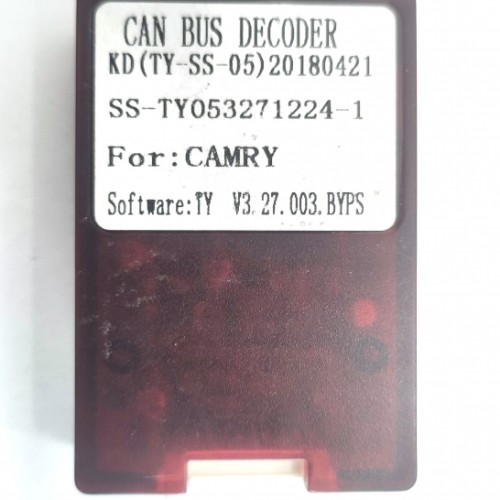 CAN BUS DECODER
KD(TY-SS-05)20180421
SS-TY053271224-1
For:CAMRY
Software:TY V3.27.003.BYPS